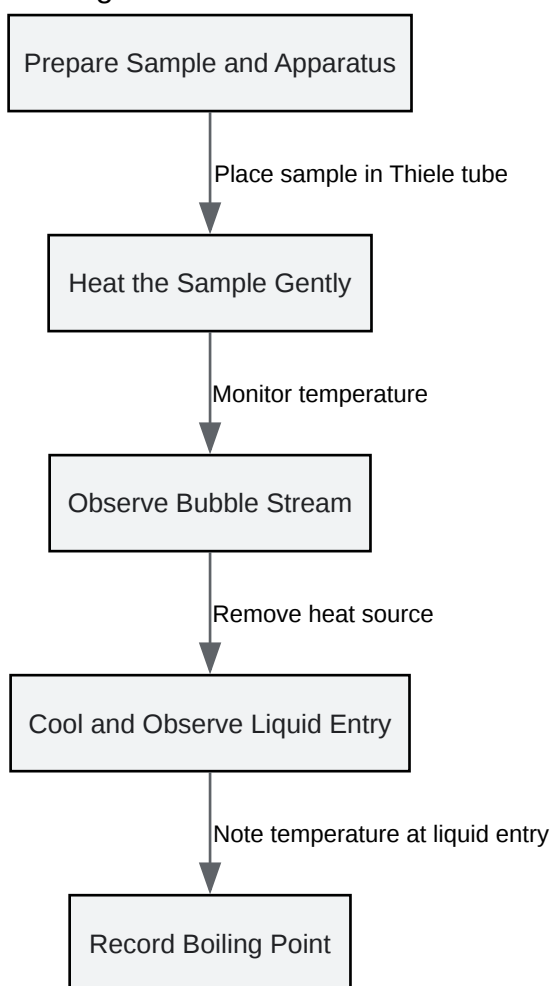 Prepare Sample and Apparatus
Place sample in Thiele tube
Heat the Sample Gently
Monitor temperature
Observe Bubble Stream
Remove heat source
Cool and Observe Liquid Entry
Note temperature at liquid entry
Record Boiling Point